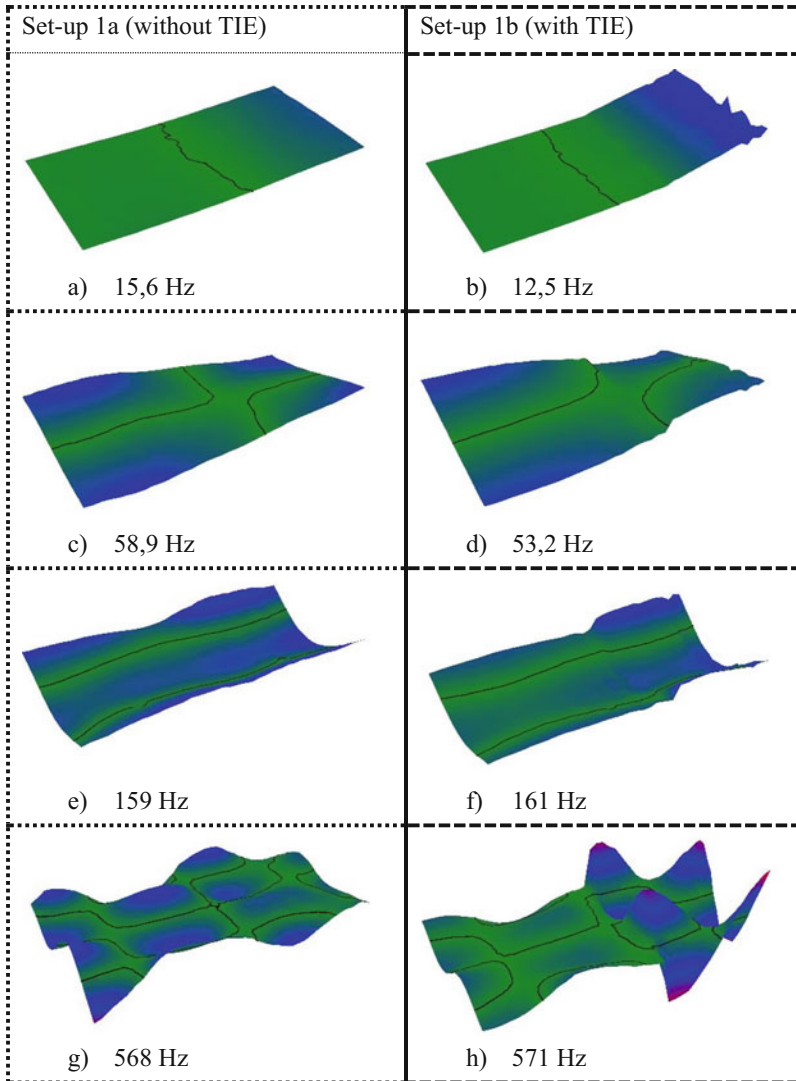 Set-up 1a (without TIE)
Set-up 1b (with TIE)
a) 15,6 Hz
b) 12,5 Hz
c) 58,9 Hz
d) 53,2 Hz
e) 159 Hz
f) 161 Hz
g) 568 Hz
h) 571 Hz